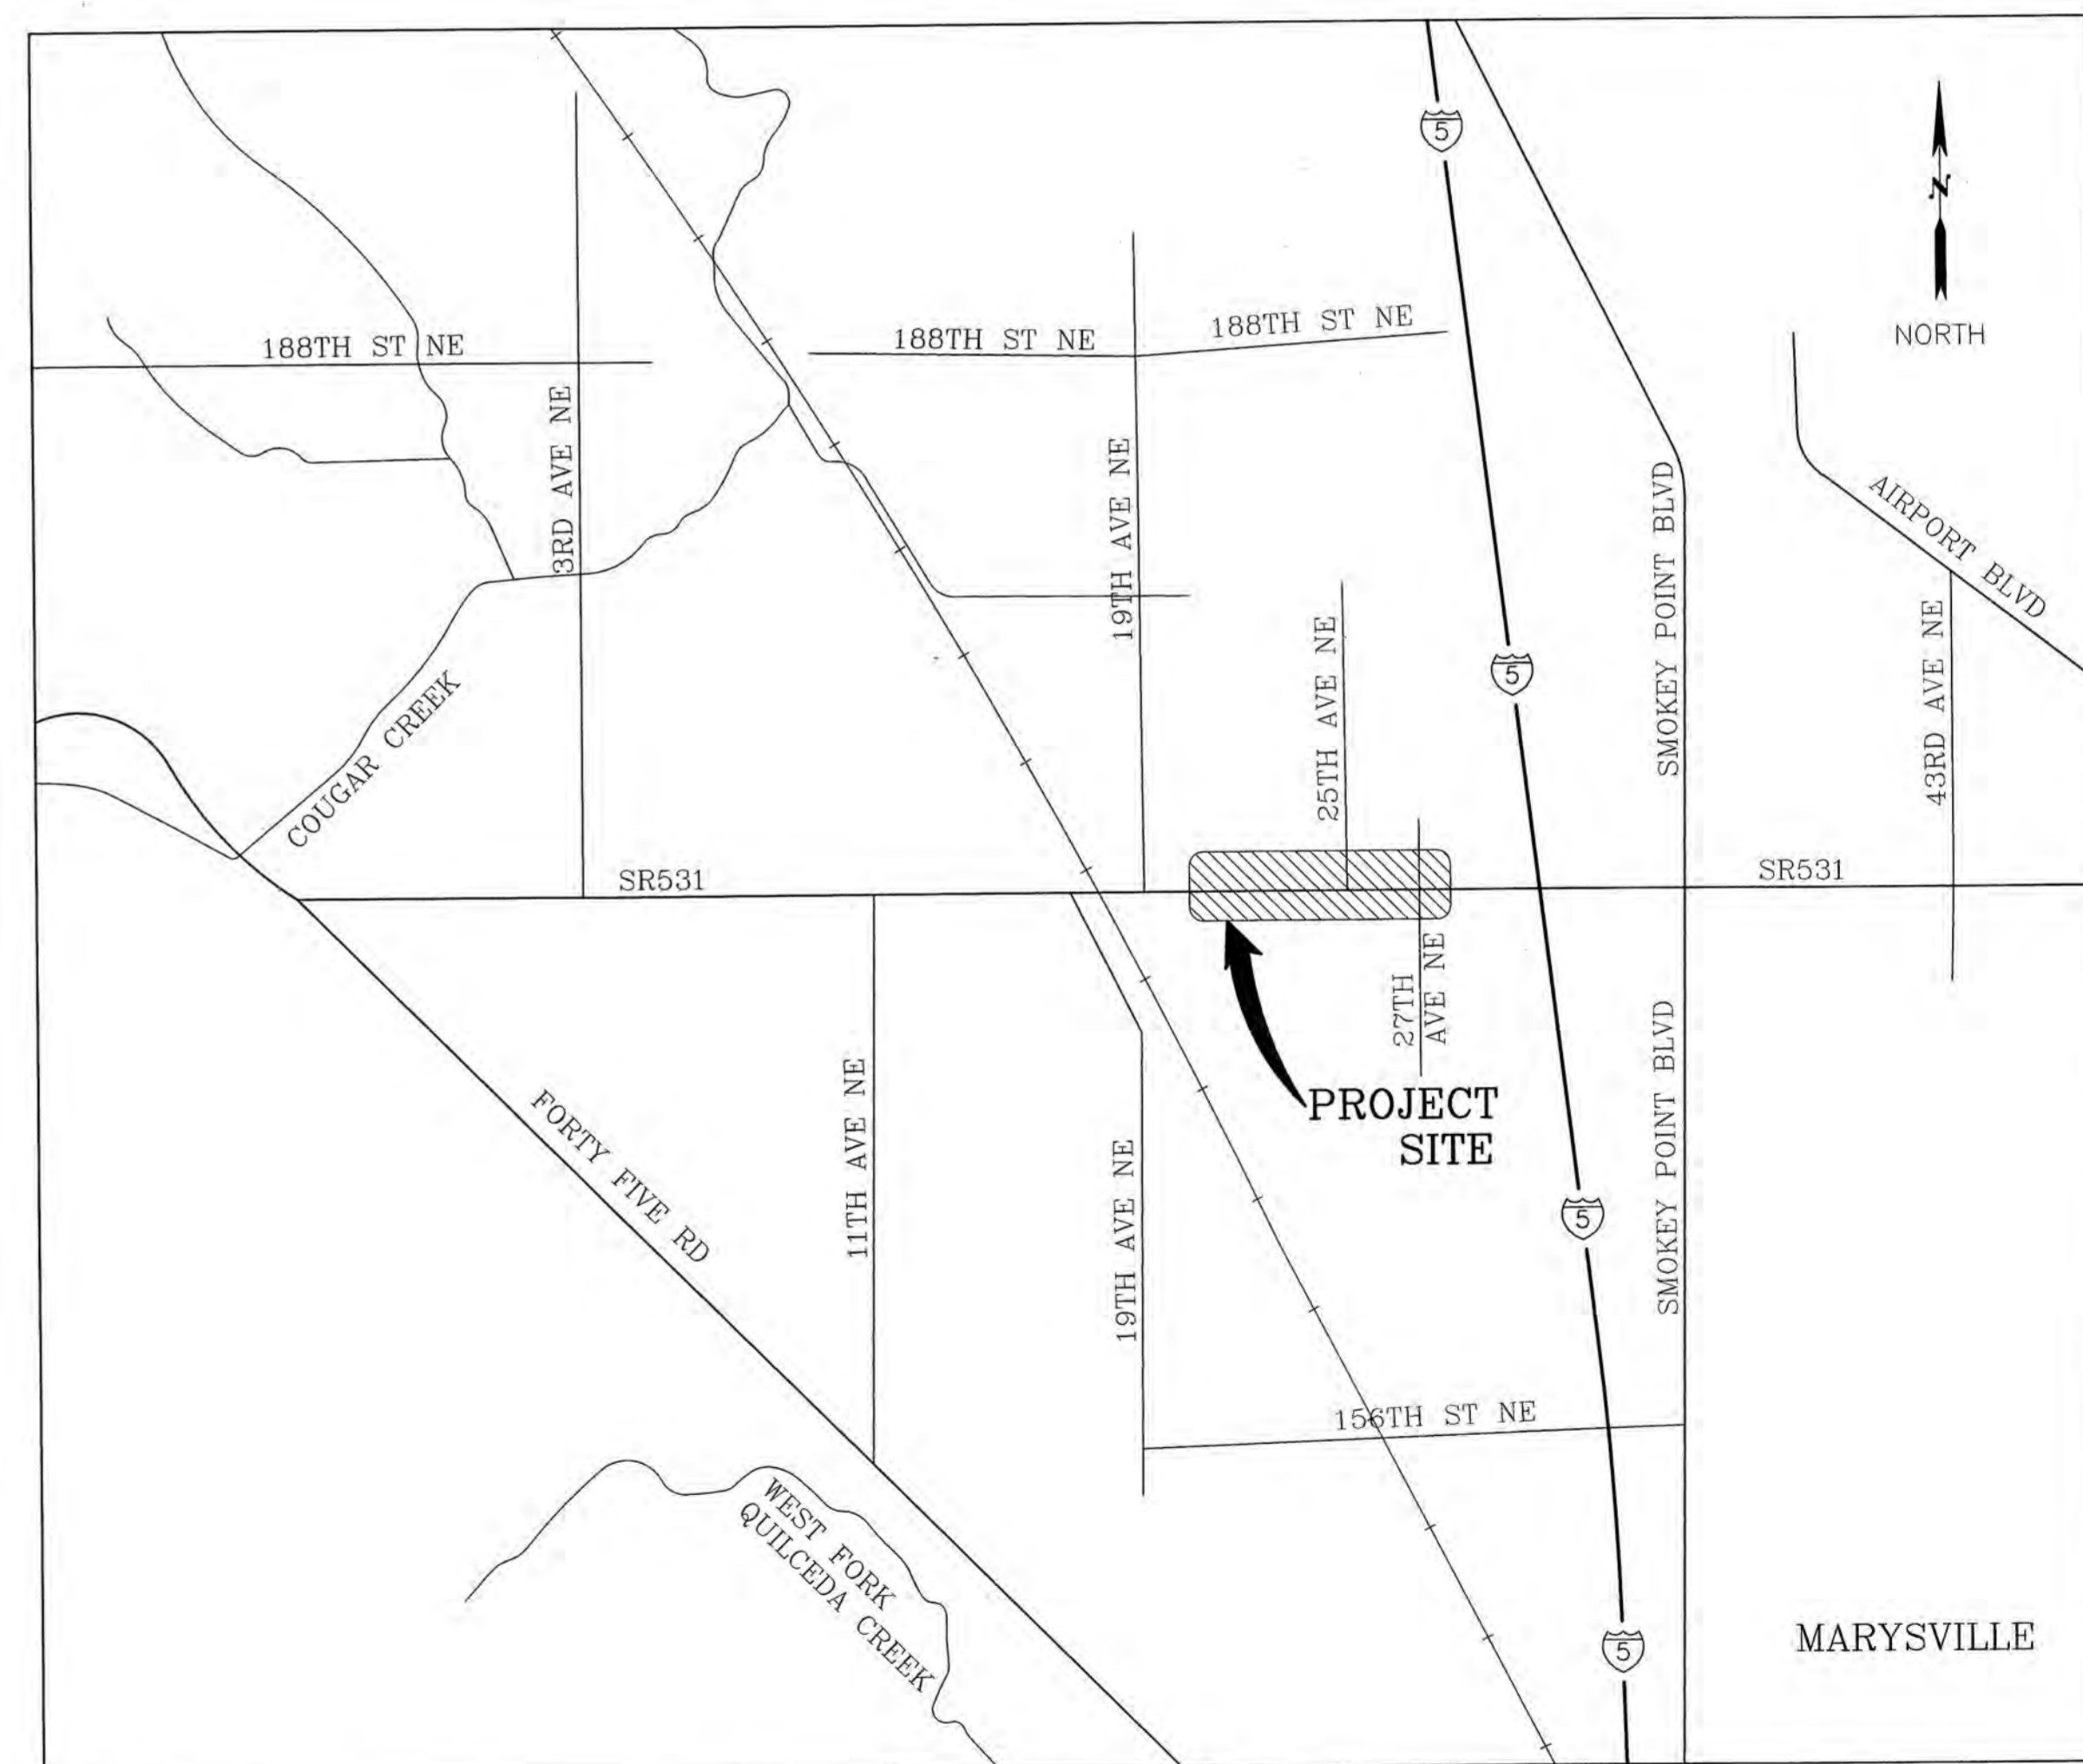 5
N
NORTH
188TH ST NE
188TH ST NE
188TH ST NE
3RD AVE NE
19TH AVE NE
SMOKEY POINT BLVD
AIRPORT BLVD
25TH AVE NE
43RD AVE NE
5
COUGAR CREEK
SR531
SR531
27TH
AVE NE
PROJECT
SITE
FORTY FIVE RD
11TH AVE NE
19TH AVE NE
SMOKEY POINT BLVD
5
156TH ST NE
WEST FORK
QUILCEDA CREEK
5
MARYSVILLE